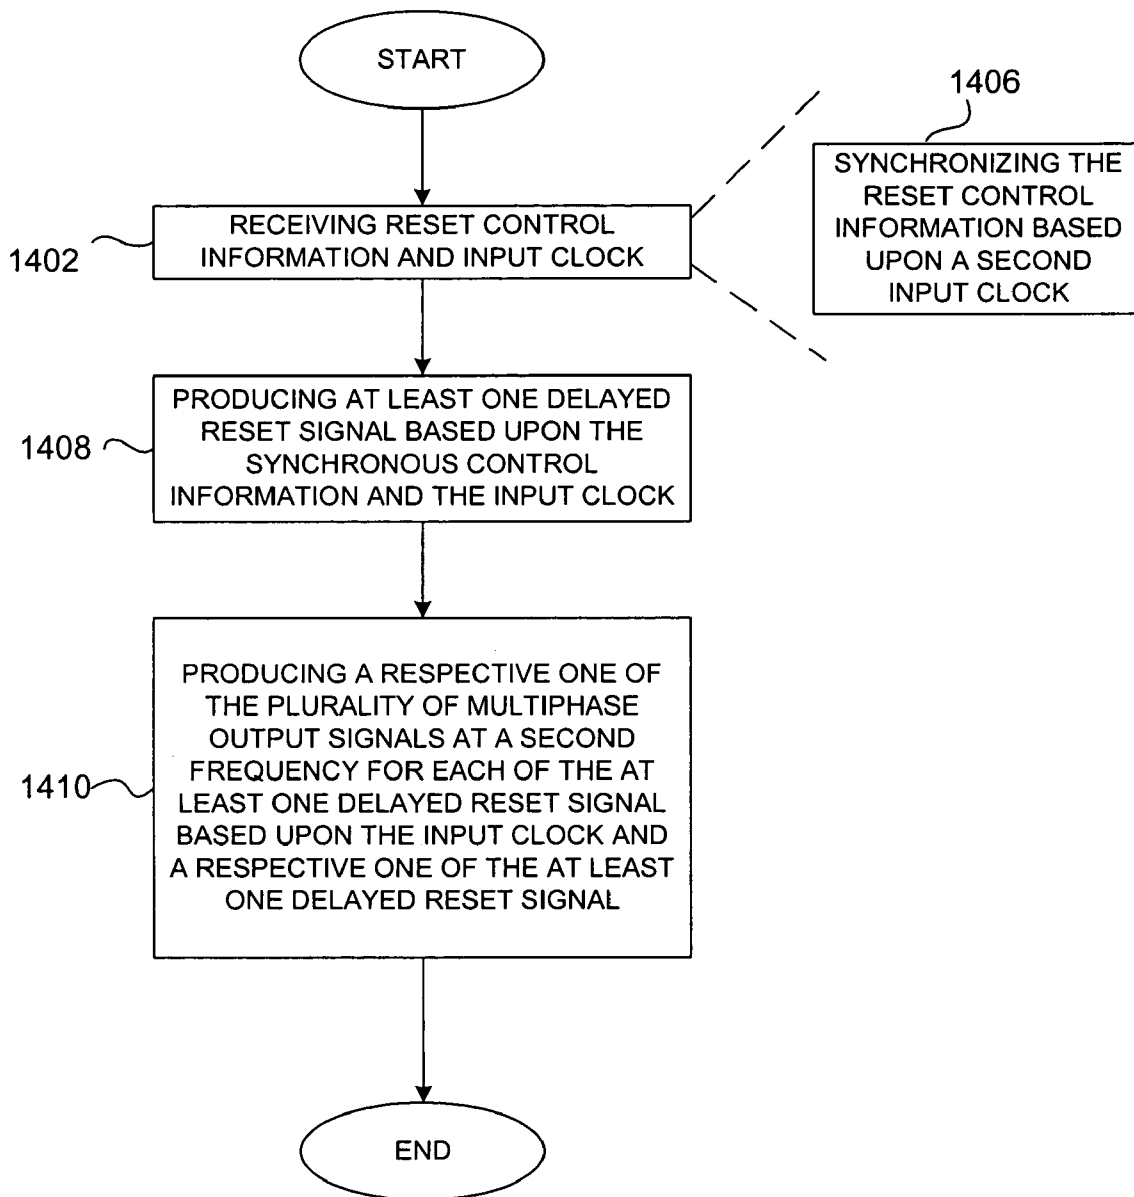 START
1406
SYNCHRONIZING THE
RESET CONTROL
INFORMATION BASED
UPON A SECOND
INPUT CLOCK
RECEIVING RESET CONTROL
INFORMATION AND INPUT CLOCK
1402
PRODUCING AT LEAST ONE DELAYED
RESET SIGNAL BASED UPON THE
SYNCHRONOUS CONTROL
INFORMATION AND THE INPUT CLOCK
1408
PRODUCING A RESPECTIVE ONE OF
THE PLURALITY OF MULTIPHASE
OUTPUT SIGNALS AT A SECOND
FREQUENCY FOR EACH OF THE AT
LEAST ONE DELAYED RESET SIGNAL
BASED UPON THE INPUT CLOCK AND
A RESPECTIVE ONE OF THE AT LEAST
ONE DELAYED RESET SIGNAL
1410
END